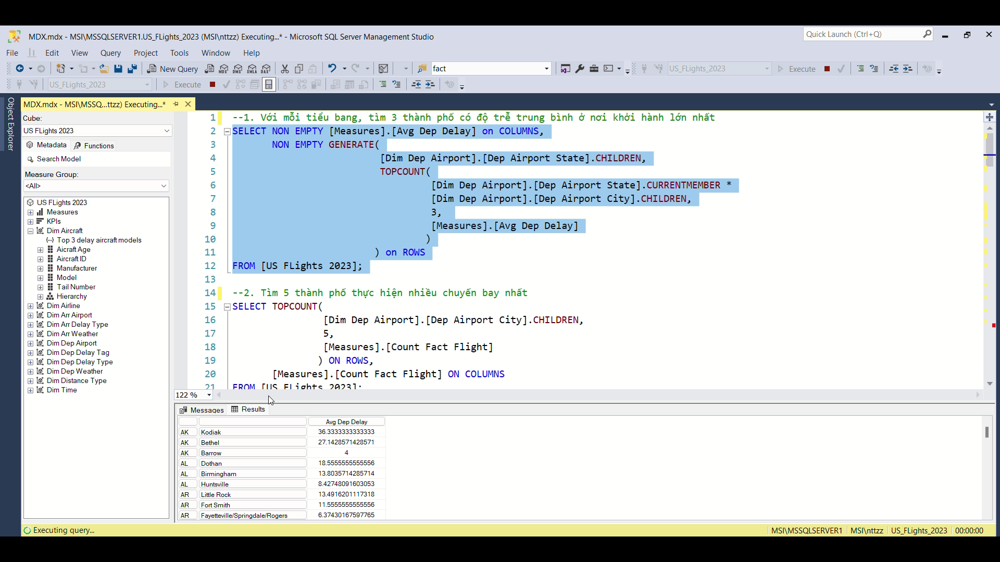 MDX.mdx - MSI\MSSQLSERVER1.US_FLights_2023 (MSI\nttzz) Executing...* - Microsoft SQL Server Management Studio
Quick Launch (Ctrl+Q)
File Edit View Query Project Tools Window Help
New Query MDX DMX XMLA DAX fact US_FLights_2023 Execute
US_FLights_2023 Execute
Object Explorer
MDX.mdx - MSI\MSSQ...ttzz) Executing...*
Cube:
US FLights 2023
Metadata Functions
Search Model
Measure Group:
<All>
US FLights 2023
Measures
KPIs
Dim Aircraft
Top 3 delay aircraft models
Aicraft Age
Aircraft ID
Manufacturer
Model
Tail Number
Hierarchy
Dim Airline
Dim Arr Airport
Dim Arr Delay Type
Dim Arr Weather
Dim Dep Airport
Dim Dep Delay Tag
Dim Dep Delay Type
Dim Dep Weather
Dim Distance Type
Dim Time
1 --1. Với mỗi tiểu bang, tìm 3 thành phố có độ trễ trung bình ở nơi khởi hành lớn nhất
2 SELECT NON EMPTY [Measures].[Avg Dep Delay] on COLUMNS,
3 NON EMPTY GENERATE(
4 [Dim Dep Airport].[Dep Airport State].CHILDREN,
5 TOPCOUNT(
6 [Dim Dep Airport].[Dep Airport State].CURRENTMEMBER *
7 [Dim Dep Airport].[Dep Airport City].CHILDREN,
8 3,
9 [Measures].[Avg Dep Delay]
10 )
11 ) on ROWS
12 FROM [US FLights 2023];
13
14 --2. Tìm 5 thành phố thực hiện nhiều chuyến bay nhất
15 SELECT TOPCOUNT(
16 [Dim Dep Airport].[Dep Airport City].CHILDREN,
17 5,
18 [Measures].[Count Fact Flight]
19 ) ON ROWS,
20 [Measures].[Count Fact Flight] ON COLUMNS
21 FROM [US FLights 2023];
122 %
Messages Results
Avg Dep Delay
AK Kodiak 36.3333333333333
AK Bethel 27.1428571428571
AK Barrow 4
AL Dothan 18.5555555555556
AL Birmingham 13.8035714285714
AL Huntsville 8.42748091603053
AR Little Rock 13.4916201117318
AR Fort Smith 11.5555555555556
AR Fayetteville/Springdale/Rogers 6.37430167597765
Executing query...
MSI\MSSQLSERVER1 MSI\nttzz US_FLights_2023 00:00:00